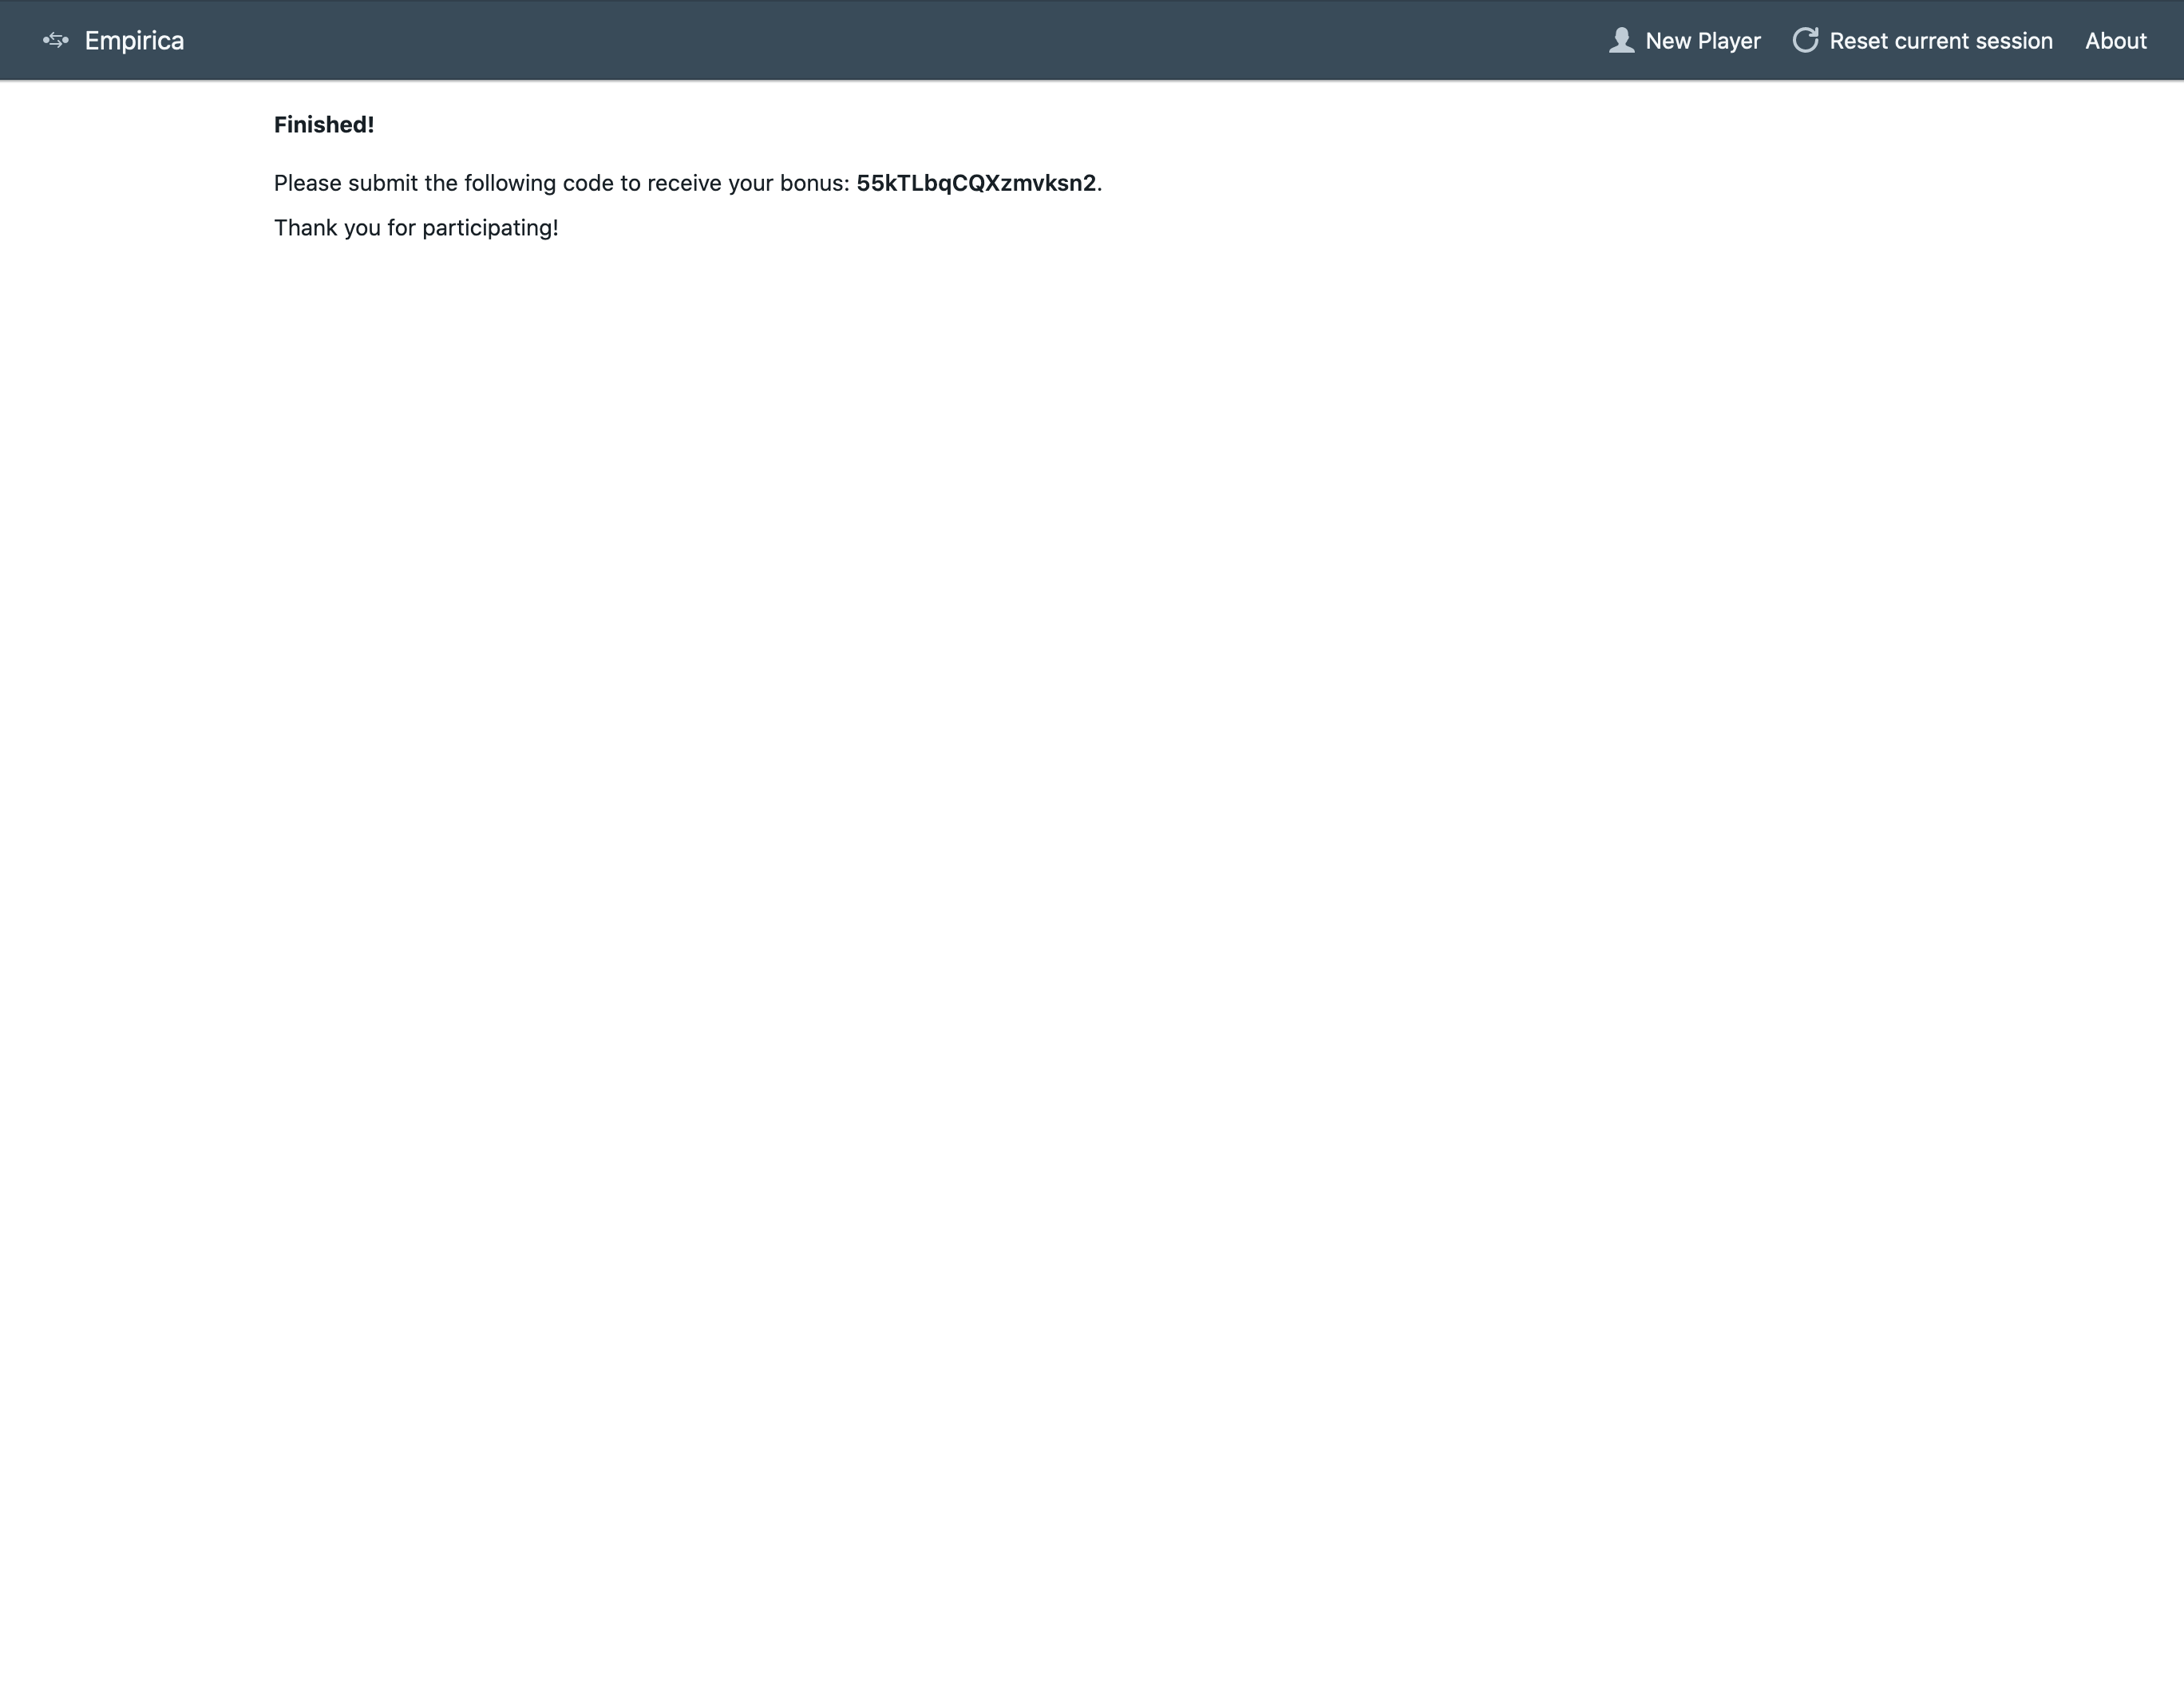 Empirica
New Player
Reset current session
About
Finished!
Please submit the following code to receive your bonus: 55kTLbqCQXzmvksn2.
Thank you for participating!